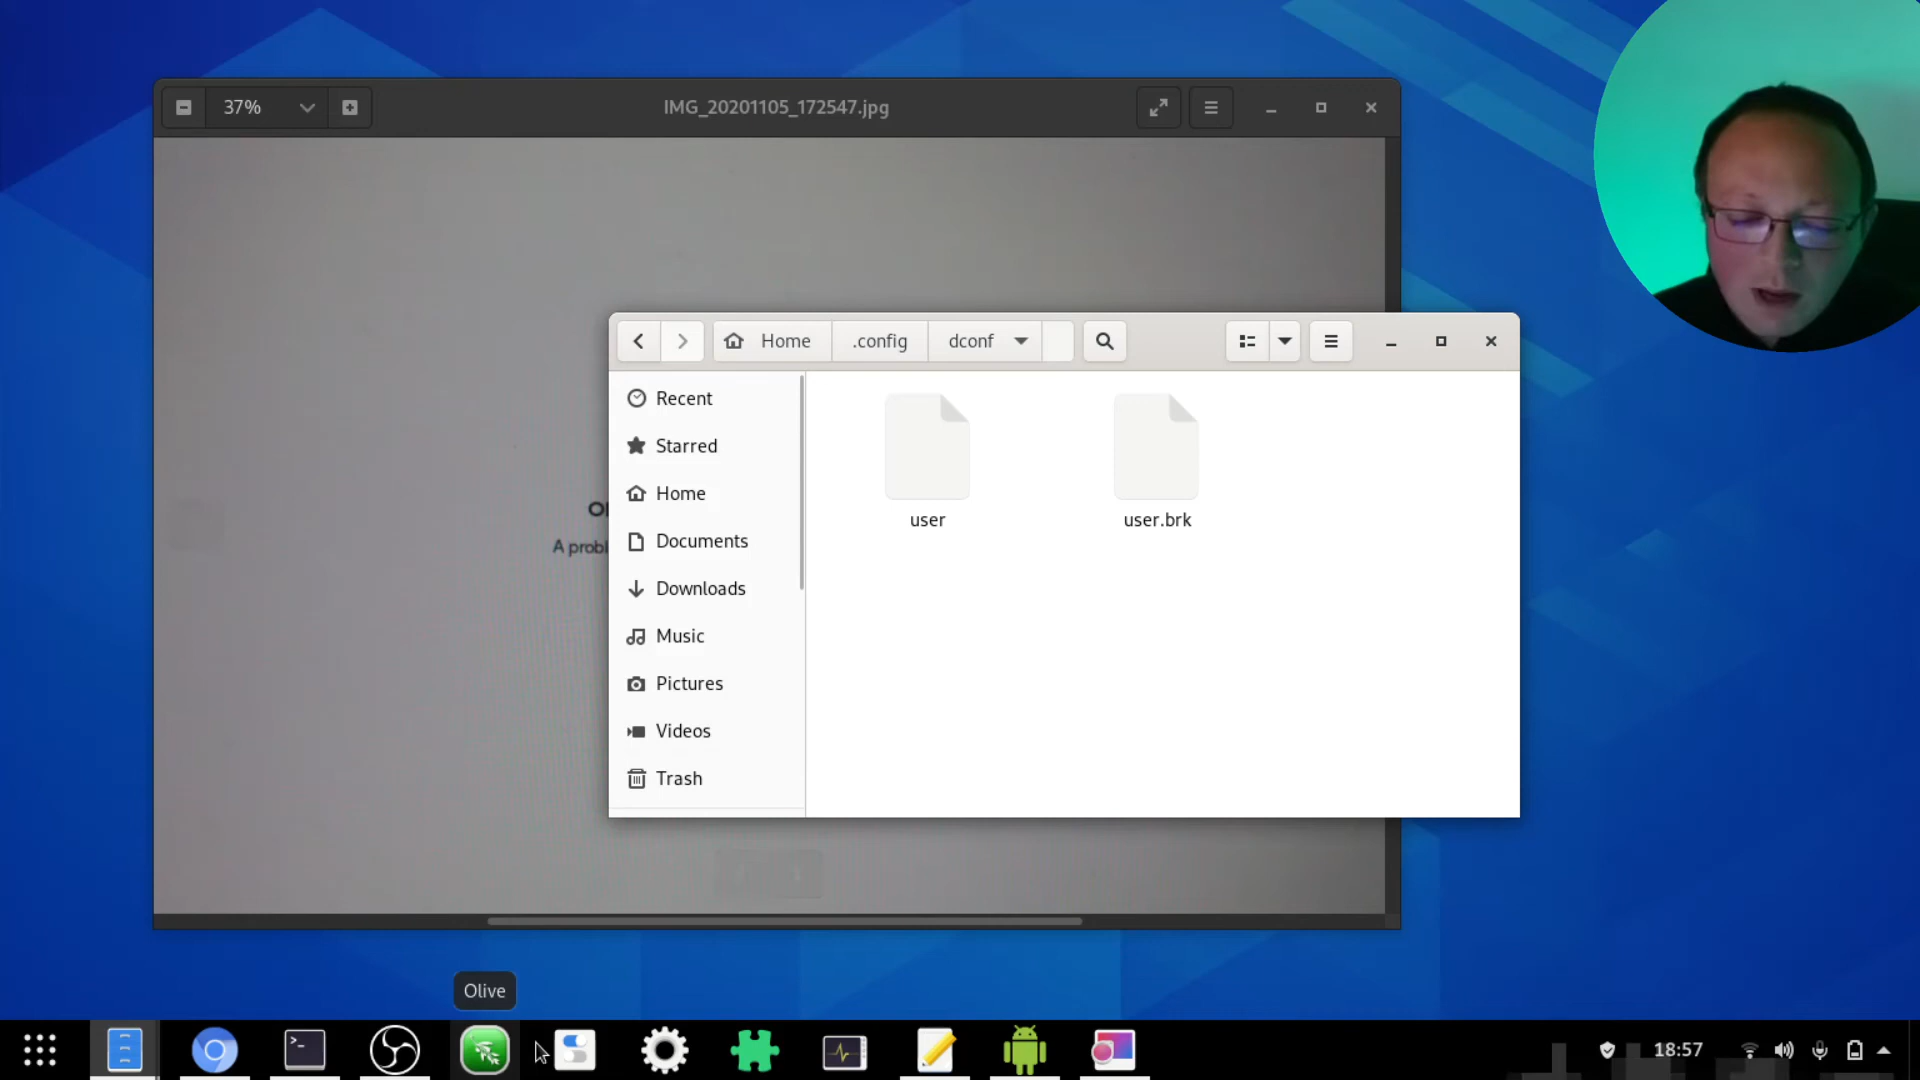 37%
IMG_20201105_172547.jpg
Home
.config
dconf
Recent
Starred
Home
Documents
Downloads
Music
Pictures
Videos
Trash
user
user.brk
A
Olive
18:57